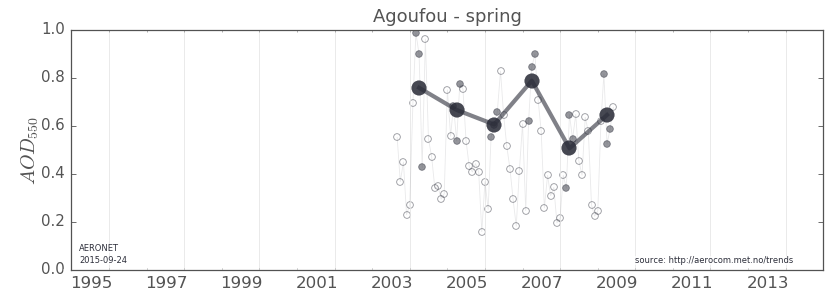 Agoufou - spring
AOD550
1.0
0.8
0.6
0.4
0.2
0.0
AERONET
2015-09-24
source: http://aerocom.met.no/trends
1995 1997 1999 2001 2003 2005 2007 2009 2011 2013